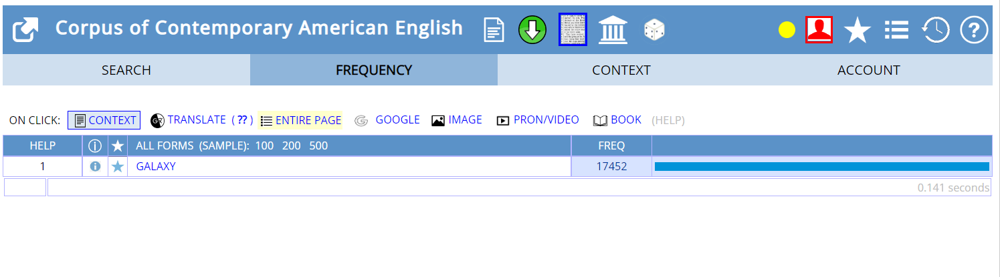 Corpus of Contemporary American English
SEARCH FREQUENCY CONTEXT ACCOUNT
ON CLICK: CONTEXT TRANSLATE (??) ENTIRE PAGE GOOGLE IMAGE PRON/VIDEO BOOK (HELP)
HELP ALL FORMS (SAMPLE): 100 200 500 FREQ
1 GALAXY 17452
0.141 seconds